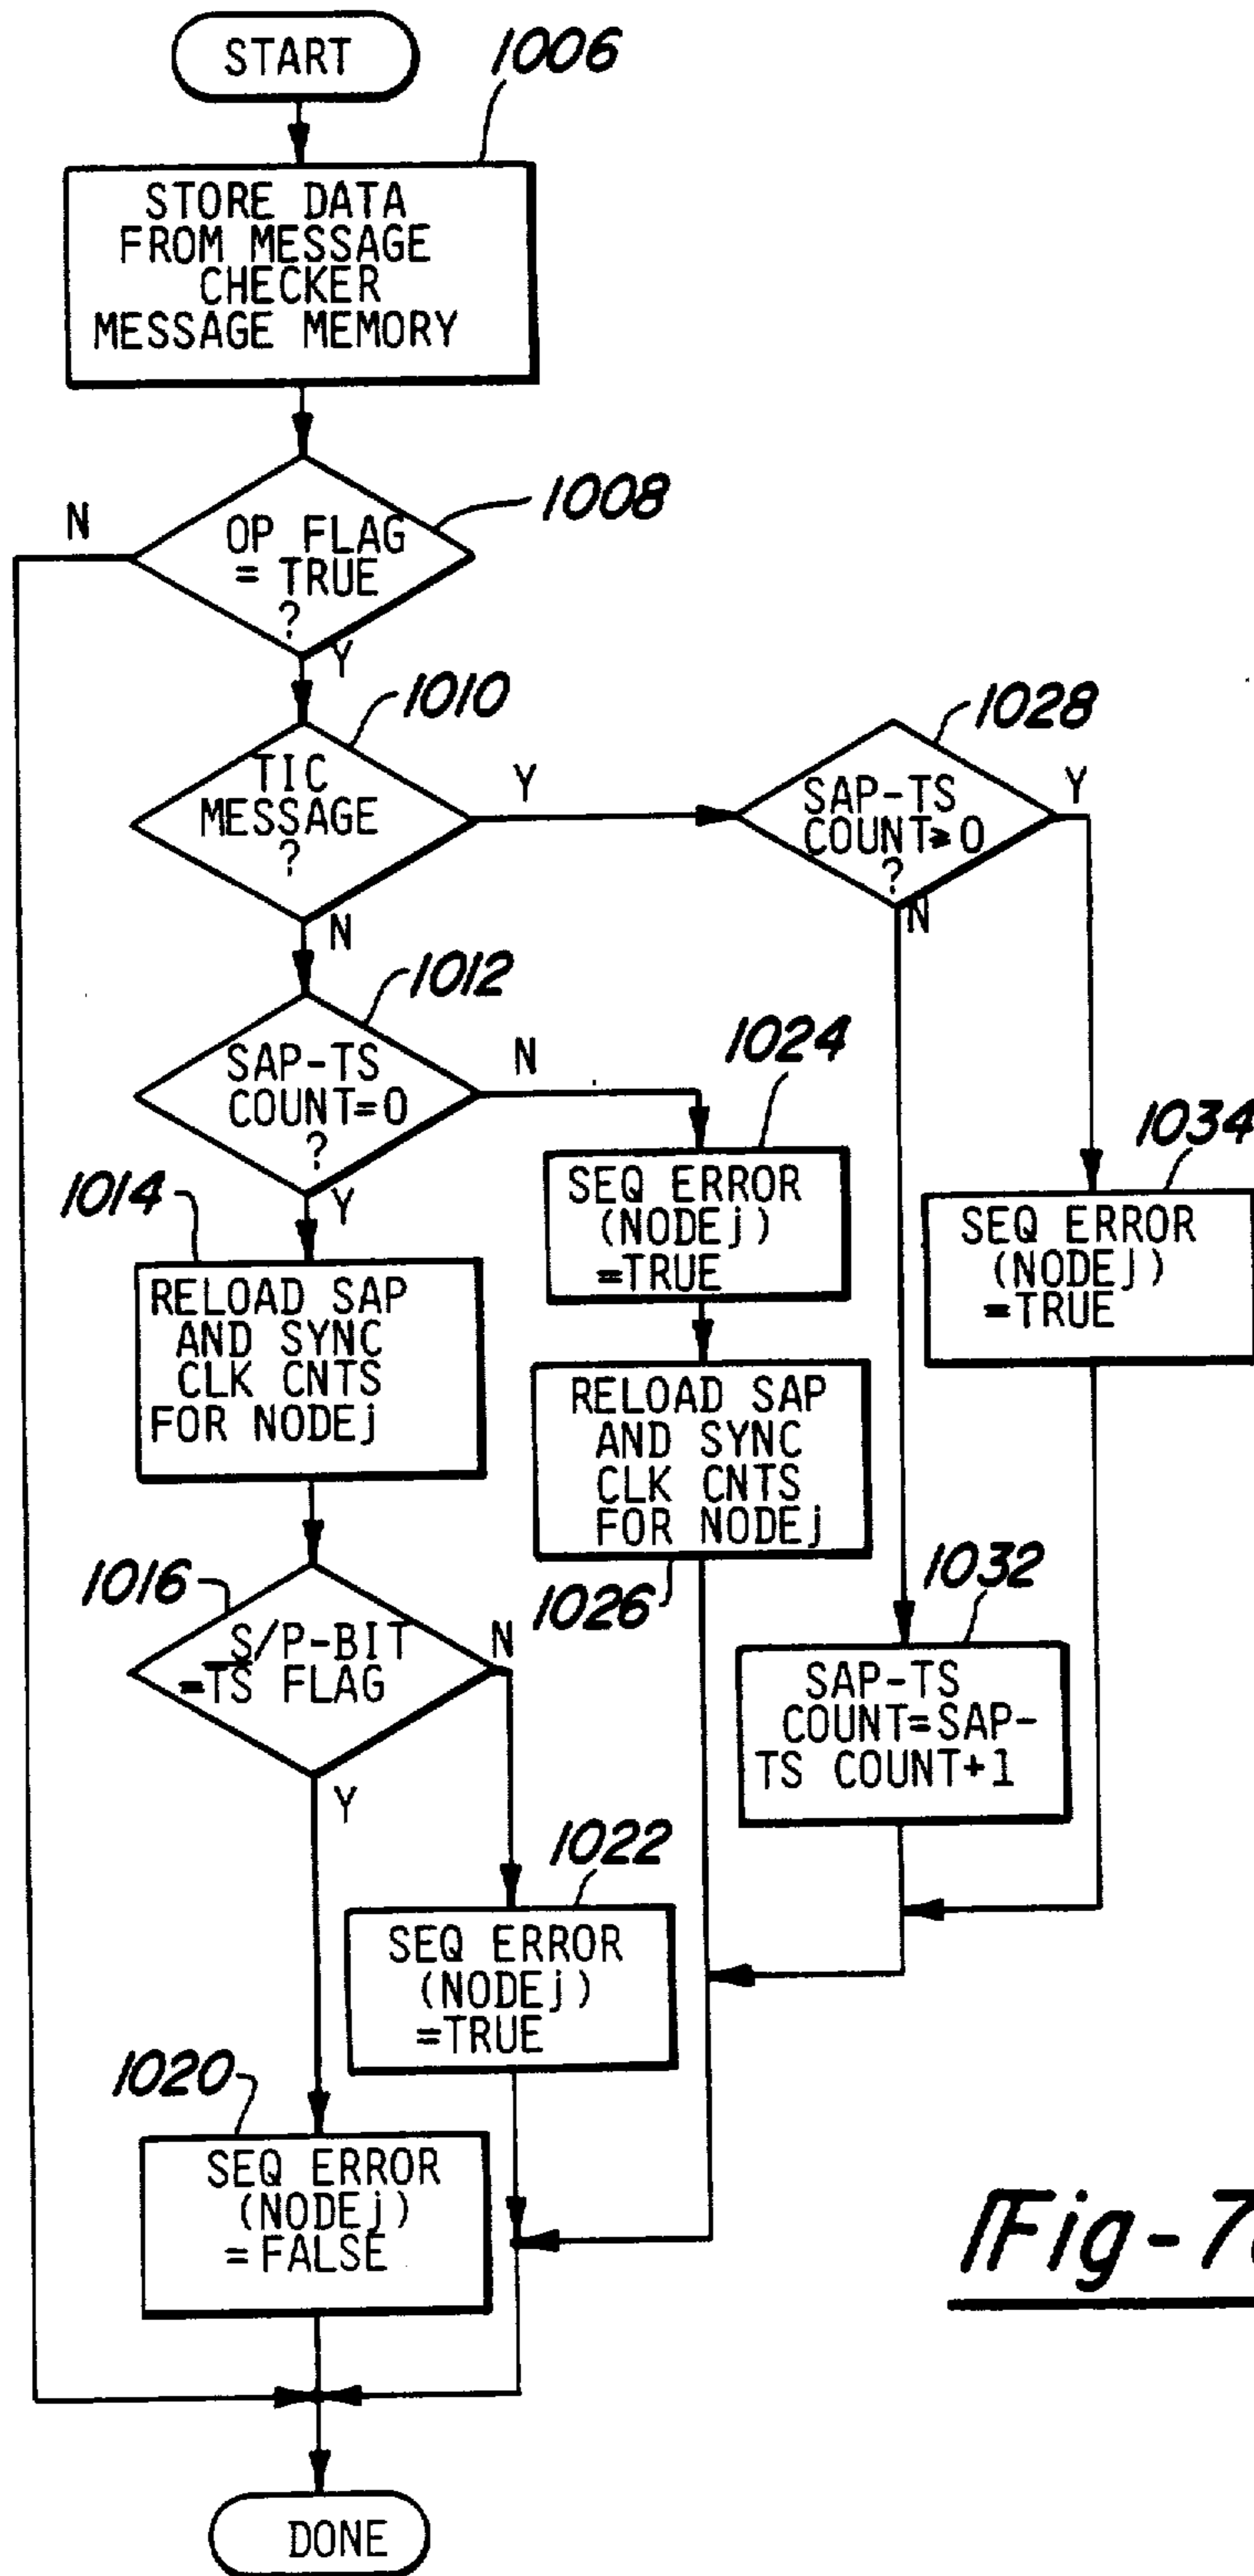 START
1006
STORE DATA
FROM MESSAGE
CHECKER
MESSAGE MEMORY
1008
N
OP FLAG
= TRUE
?
Y
1010
TIC
MESSAGE
?
Y
N
1028
SAP-TS
COUNT≥0
?
Y
N
1012
SAP-TS
COUNT=0
?
N
Y
1024
SEQ ERROR
(NODEj)
=TRUE
1034
SEQ ERROR
(NODEj)
=TRUE
1014
RELOAD SAP
AND SYNC
CLK CNTS
FOR NODEj
RELOAD SAP
AND SYNC
CLK CNTS
FOR NODEj
1026
1016
S/P-BIT
=TS FLAG
N
Y
1032
SAP-TS
COUNT=SAP-
TS COUNT+1
1022
SEQ ERROR
(NODEj)
=TRUE
1020
SEQ ERROR
(NODEj)
=FALSE
DONE